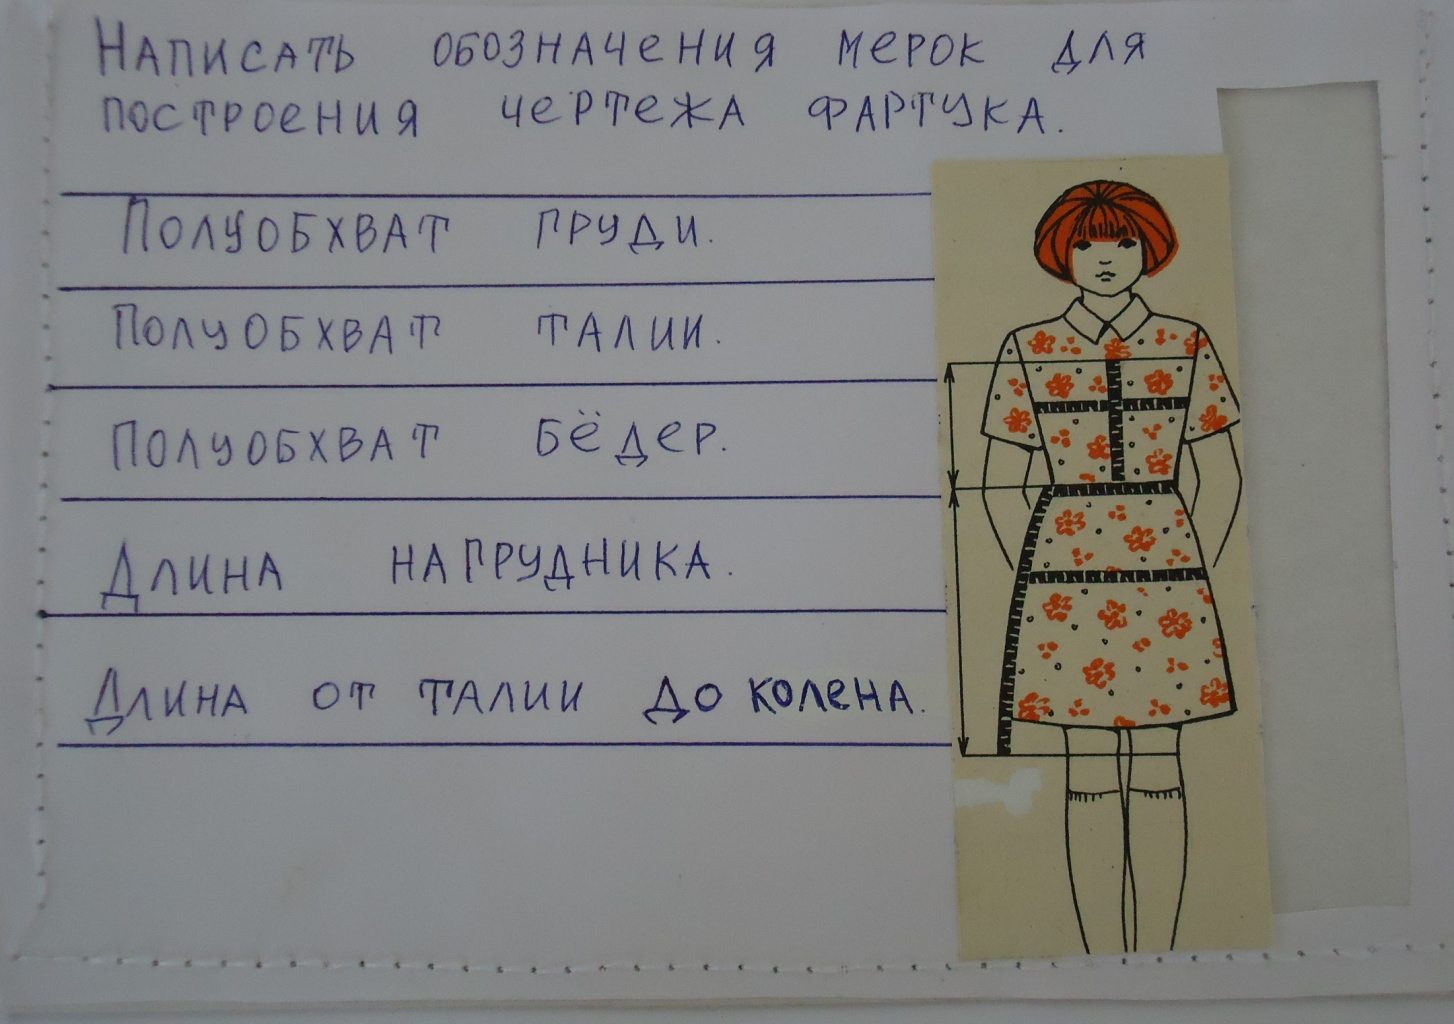 Написать обозначения мерок для
построения чертежа фартука.
Полуобхват груди.
Полуобхват талии.
Полуобхват бёдер.
Длина нагрудника.
Длина от талии до колена.